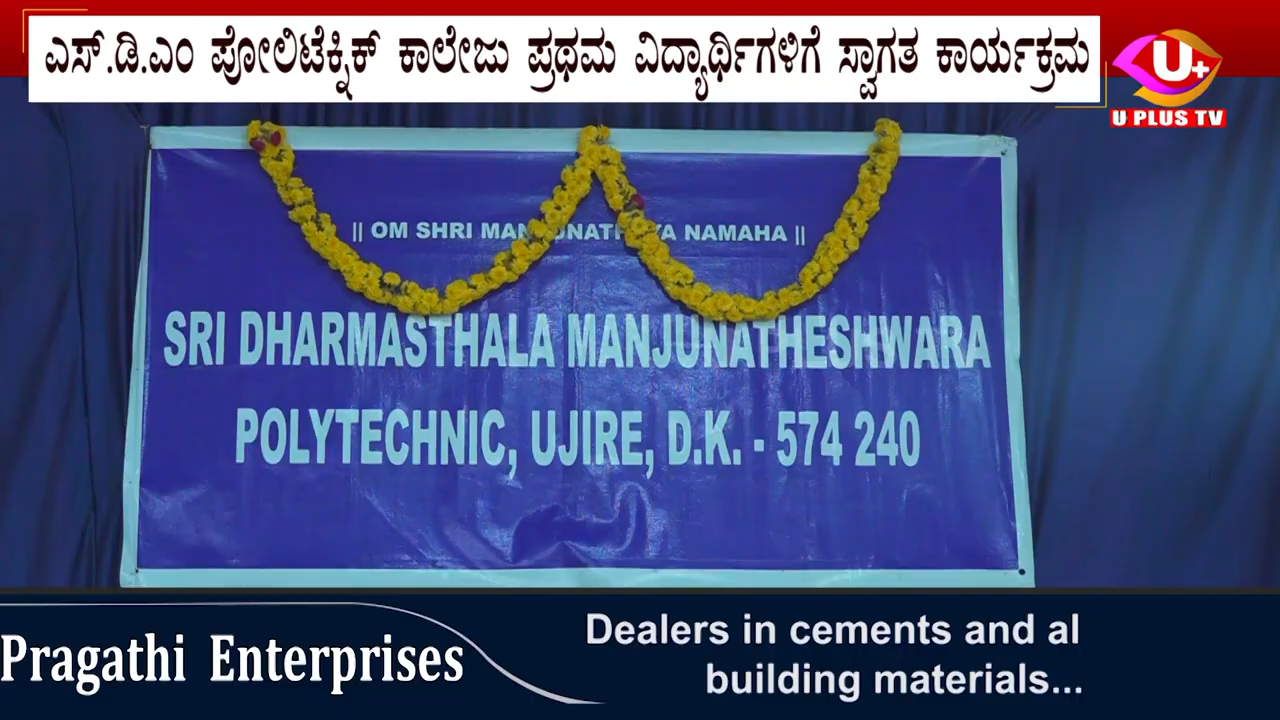 ಎಸ್.ಡಿ.ಎಂ ಪೋಲಿಟೆಕ್ನಿಕ್ ಕಾಲೇಜು ಪ್ರಥಮ ವಿದ್ಯಾರ್ಥಿಗಳಿಗೆ ಸ್ವಾಗತ ಕಾರ್ಯಕ್ರಮ
U+
U PLUS TV
|| OM SHRI NAMAHA ||
SRI DHARMASTHALA MANJUNATHESHWARA
POLYTECHNIC, UJIRE, D.K. - 574 240
Pragathi Enterprises
Dealers in cements and al
building materials...